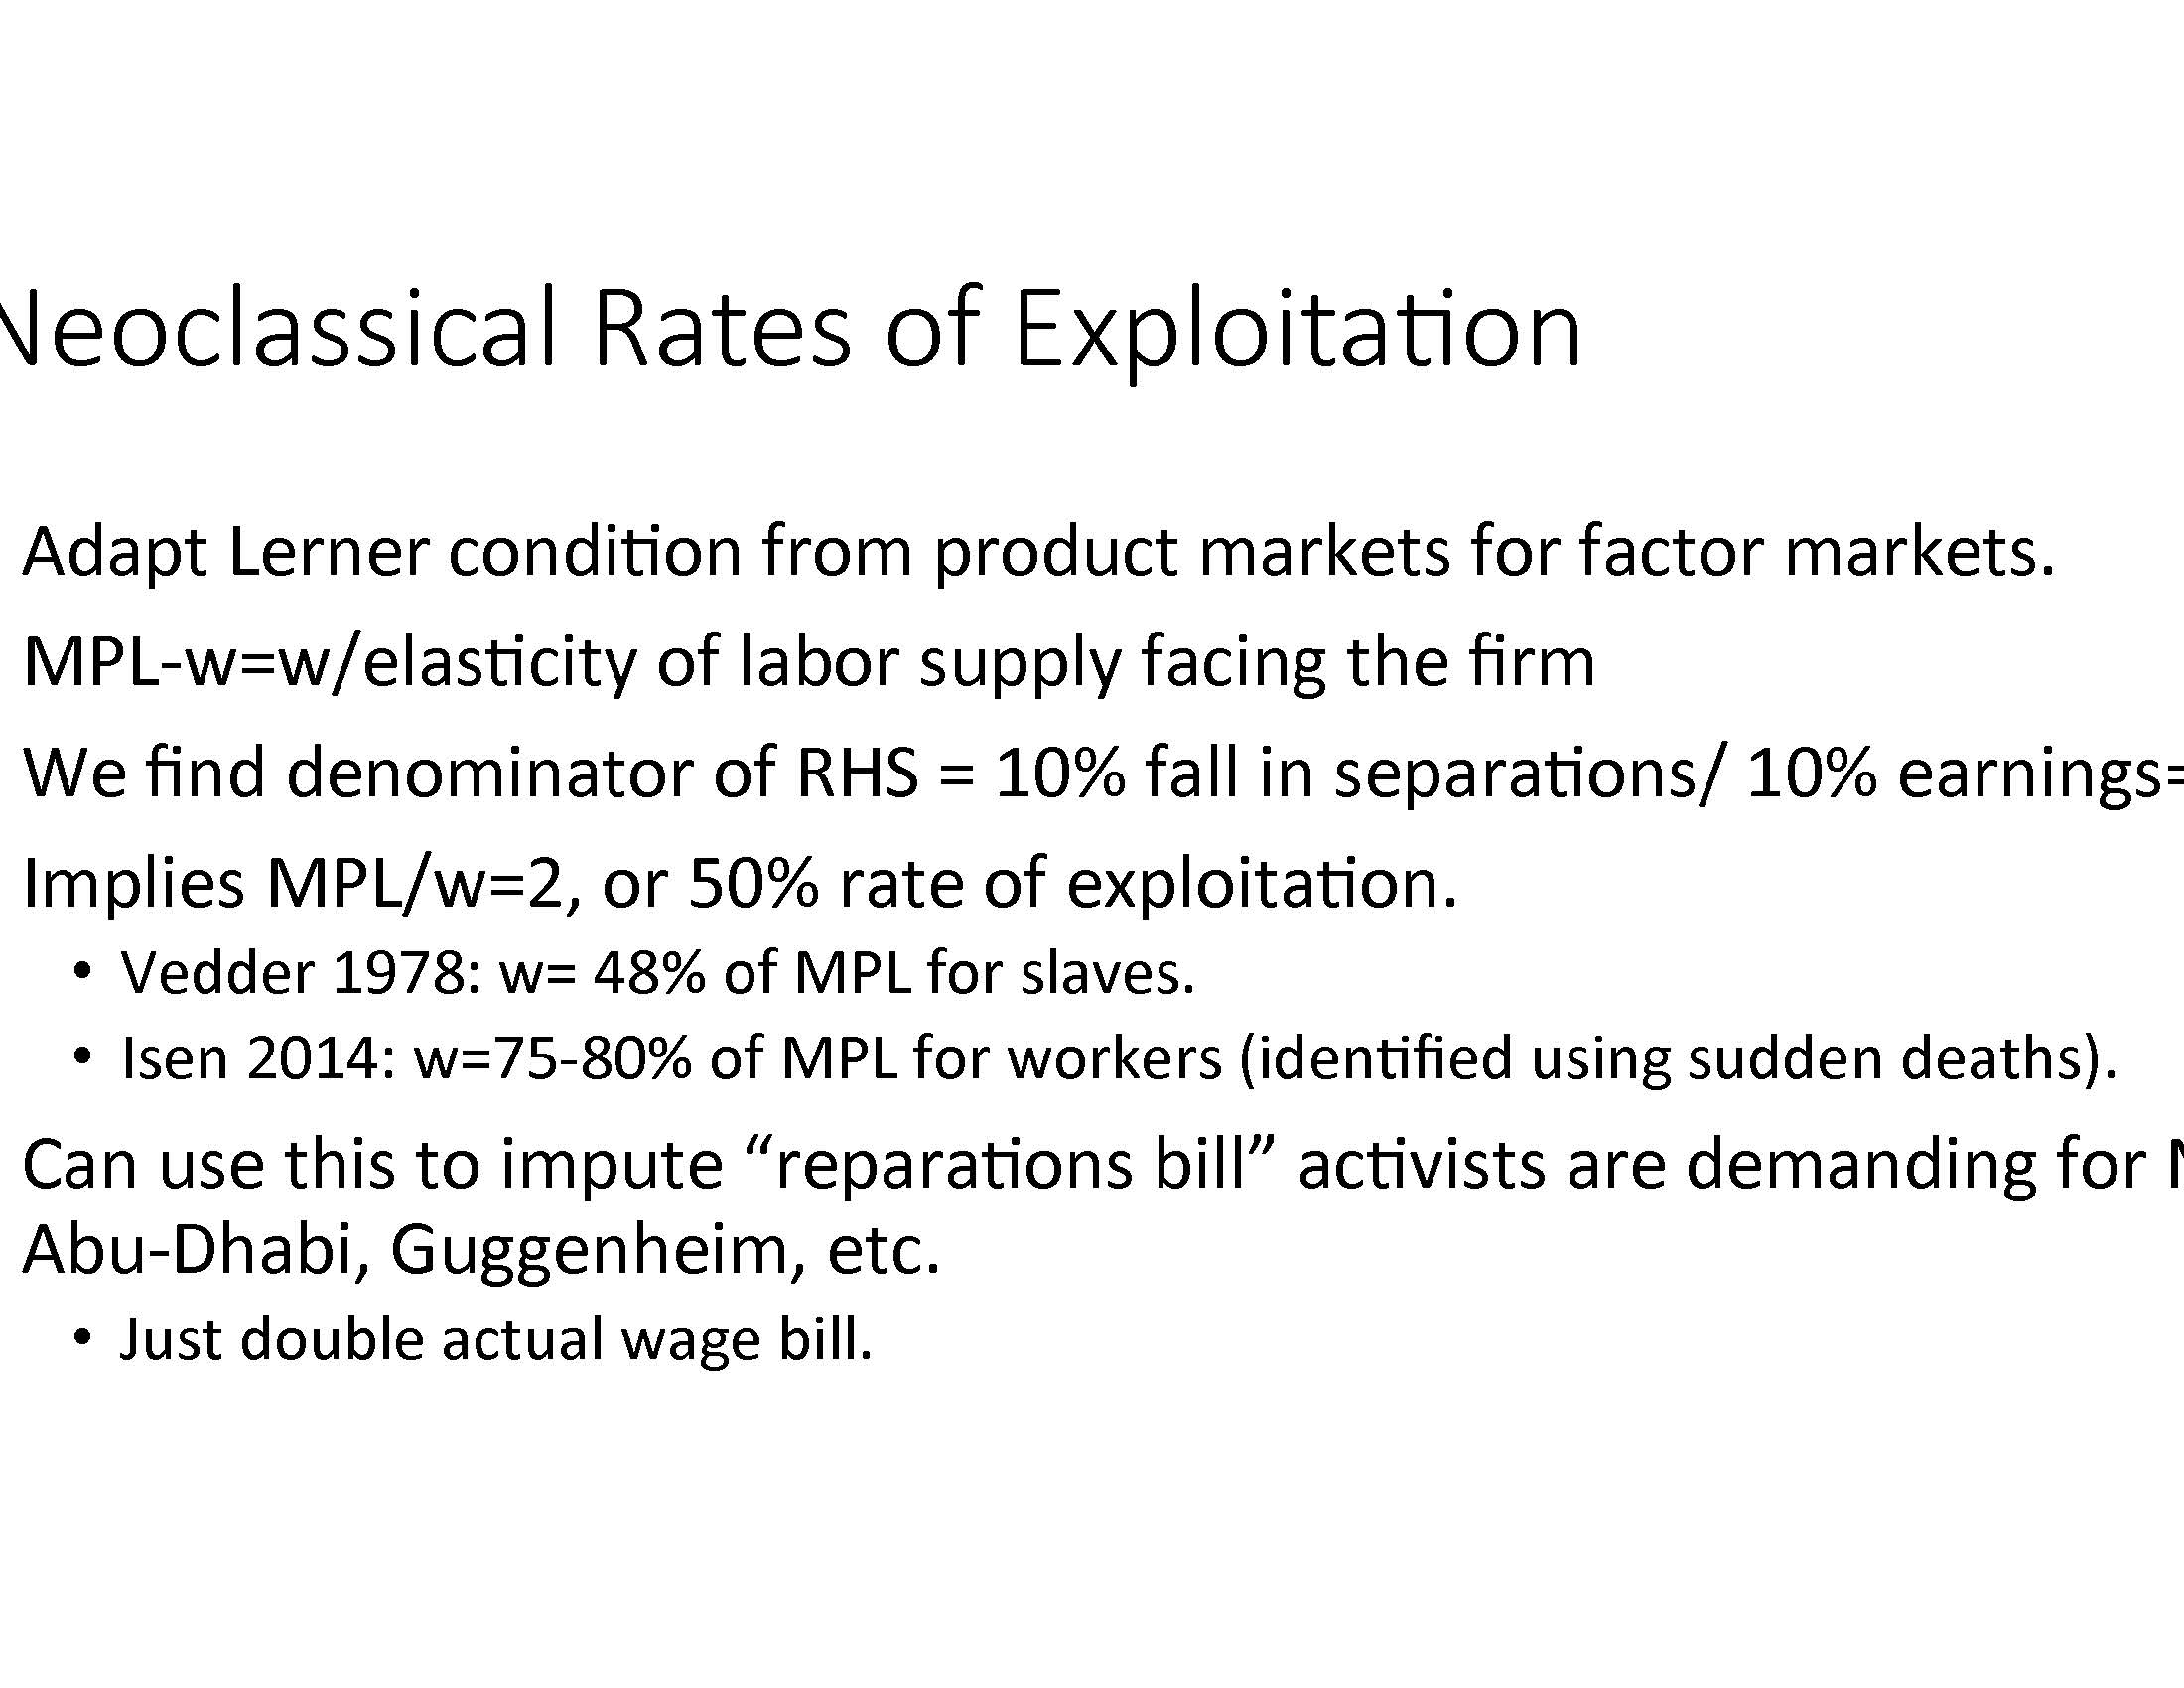 Neoclassical Rates of Exploitation
Adapt Lerner condition from product markets for factor markets.
MPL-w=w/elasticity of labor supply facing the firm
We find denominator of RHS = 10% fall in separations/ 10% earnings=
Implies MPL/w=2, or 50% rate of exploitation.
• Vedder 1978: w= 48% of MPL for slaves.
• Isen 2014: w=75-80% of MPL for workers (identified using sudden deaths).
Can use this to impute “reparations bill” activists are demanding for
Abu-Dhabi, Guggenheim, etc.
• Just double actual wage bill.